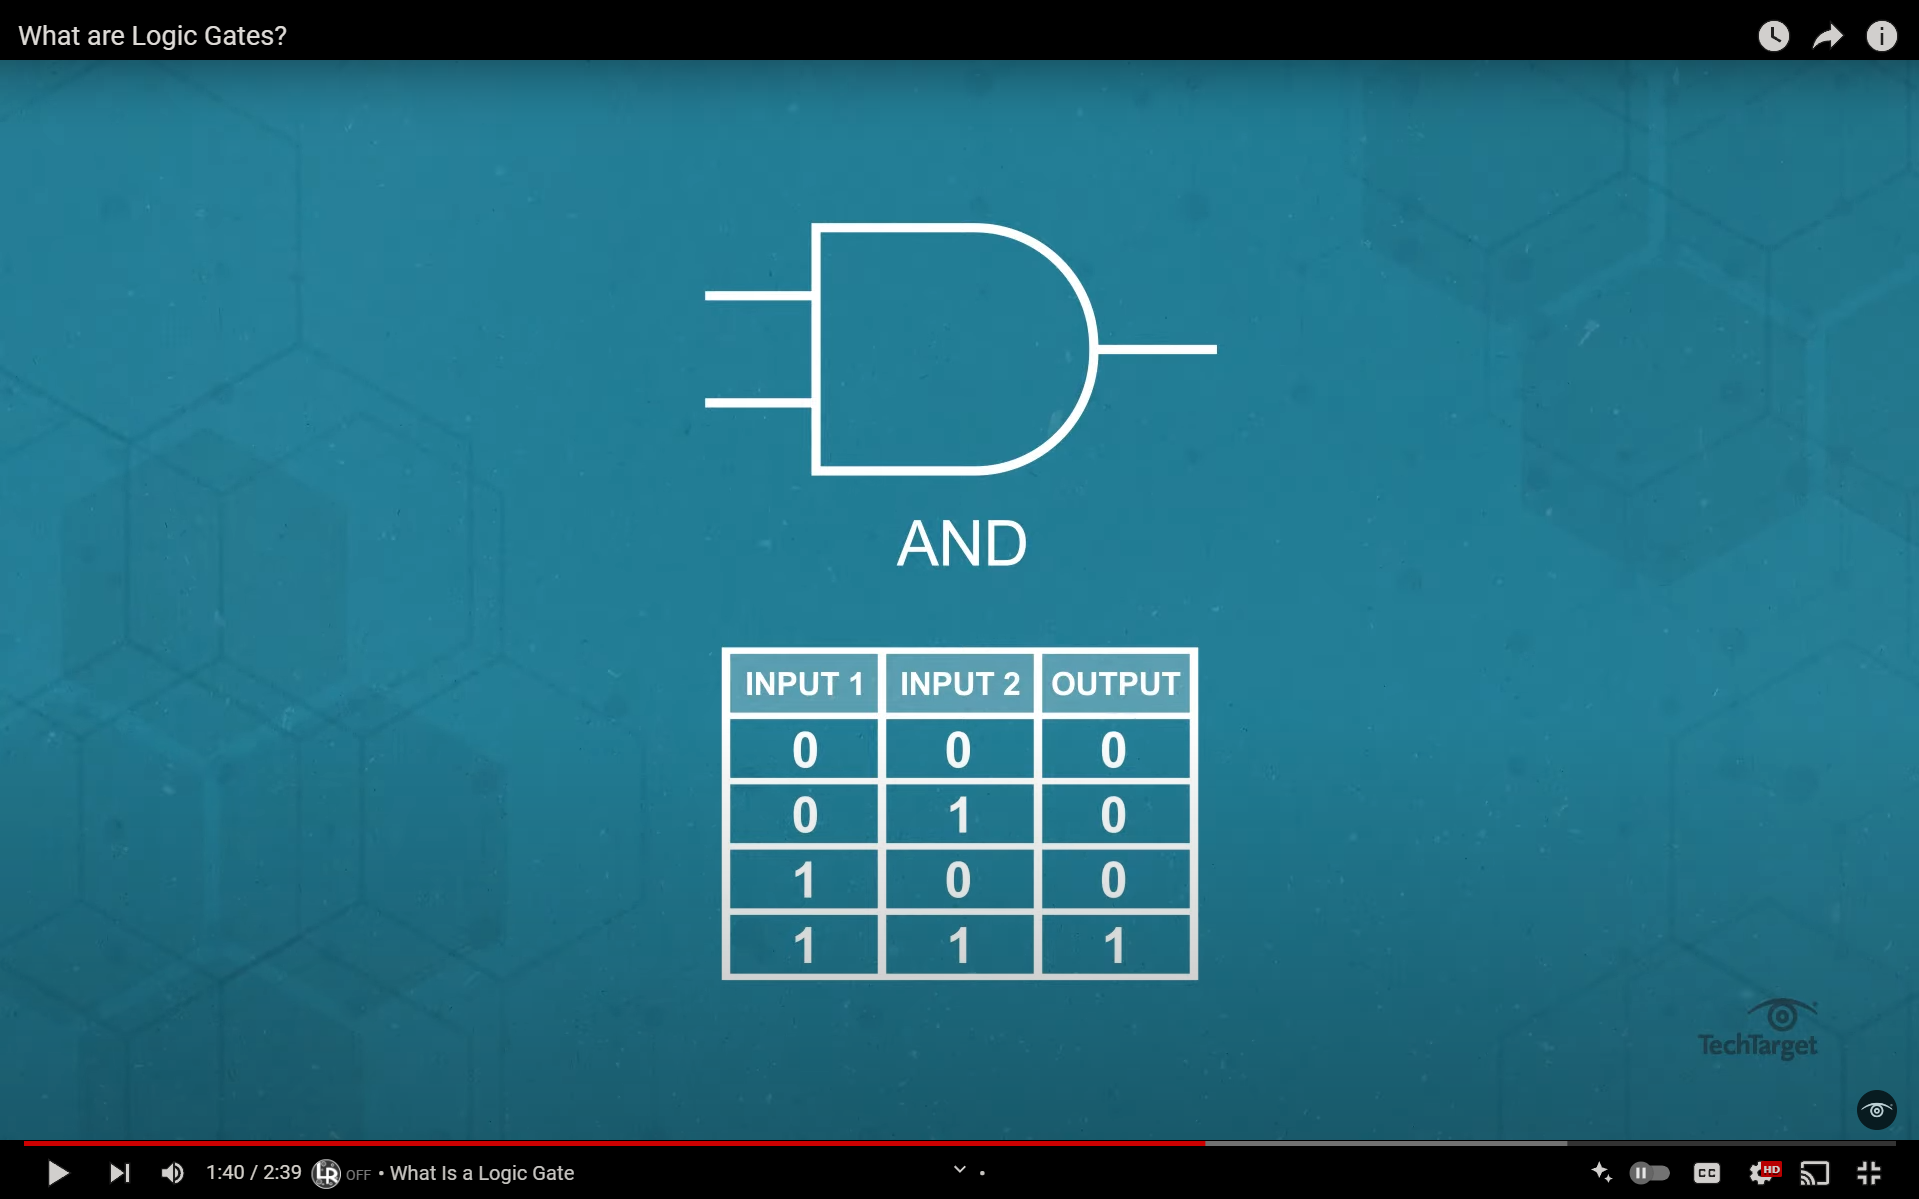 What are Logic Gates?
AND
INPUT 1 INPUT 2 OUTPUT
0 0 0
0 1 0
1 0 0
1 1 1
TechTarget
1:40 / 2:39 LR OFF • What Is a Logic Gate
CC HD